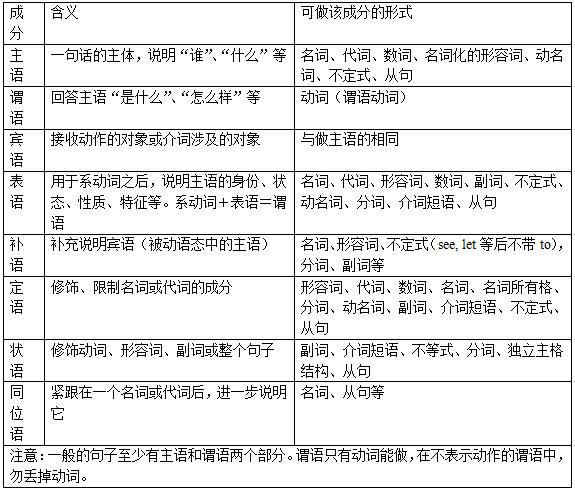 成 含义 可做该成分的形式
分
主 一句话的主体，说明“谁”、“什么”等 名词、代词、数词、名词化的形容词、动名
语 词、不定式、从句
谓 回答主语“是什么”、“怎么样”等 动词（谓语动词）
语
宾 接收动作的对象或介词涉及的对象 与做主语的相同
语
表 用于系动词之后，说明主语的身份、状 名词、代词、形容词、数词、副词、不定式、
语 态、性质、特征等。系动词＋表语＝谓 动名词、分词、介词短语、从句
语
补 补充说明宾语（被动语态中的主语） 名词、形容词、不定式（see, let 等后不带 to），
语 分词、副词等
定 修饰、限制名词或代词的成分 形容词、代词、数词、名词、名词所有格、
语 分词、动名词、副词、介词短语、不定式、
从句
状 修饰动词、形容词、副词或整个句子 副词、介词短语、不等式、分词、独立主格
语 结构、从句
同 紧跟在一个名词或代词后，进一步说明 名词、从句等
位 它
语
注意：一般的句子至少有主语和谓语两个部分。谓语只有动词能做，在不表示动作的谓语中，
勿丢掉动词。